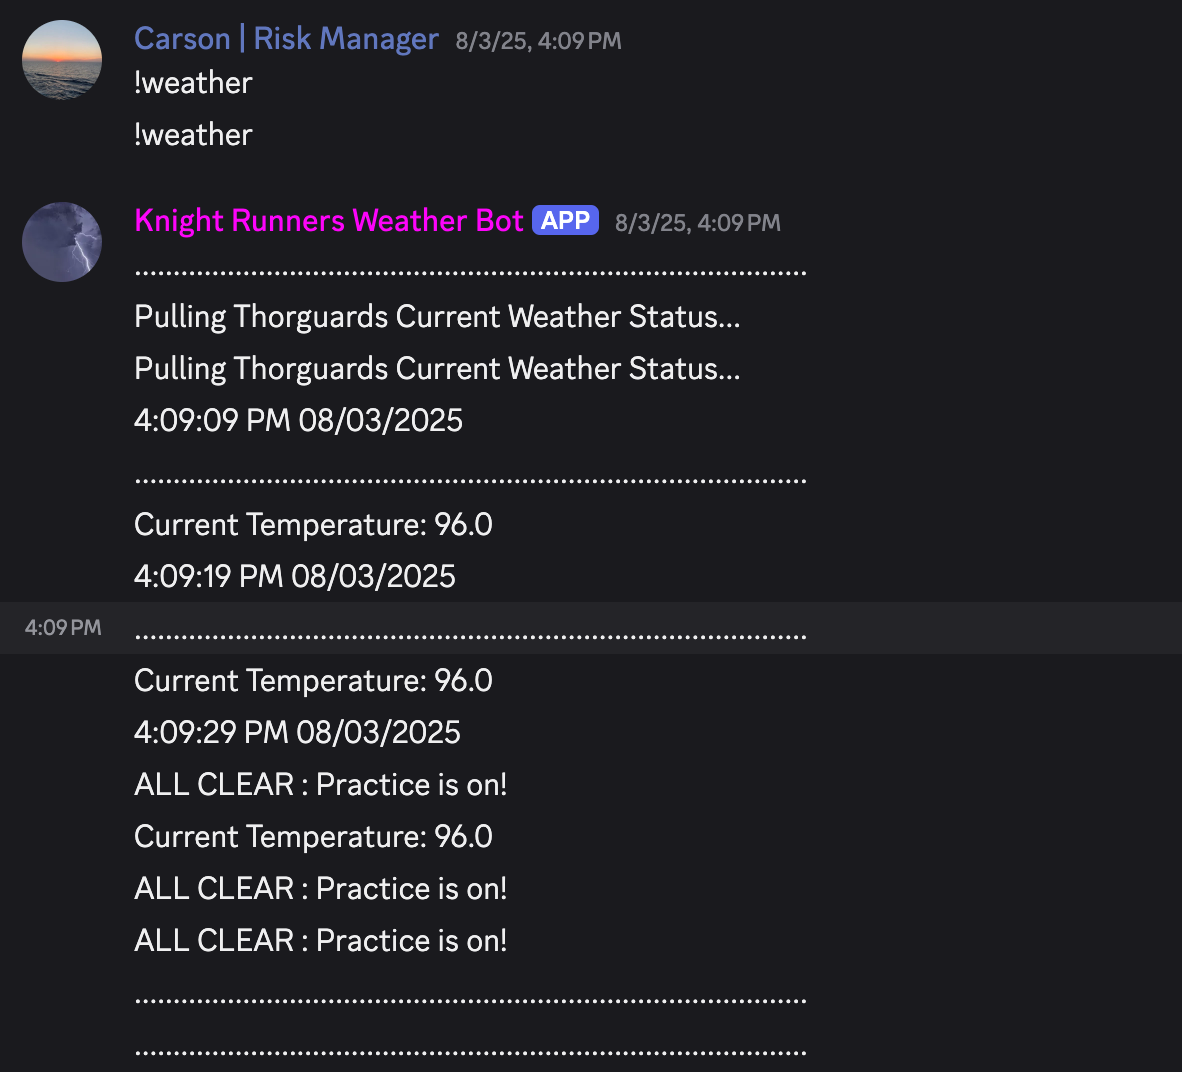 Carson | Risk Manager 8/3/25, 4:09 PM
!weather
!weather
Knight Runners Weather Bot APP 8/3/25, 4:09 PM
......................................................................................
Pulling Thorguards Current Weather Status...
Pulling Thorguards Current Weather Status...
4:09:09 PM 08/03/2025
......................................................................................
Current Temperature: 96.0
4:09:19 PM 08/03/2025
4:09 PM ......................................................................................
Current Temperature: 96.0
4:09:29 PM 08/03/2025
ALL CLEAR : Practice is on!
Current Temperature: 96.0
ALL CLEAR : Practice is on!
ALL CLEAR : Practice is on!
......................................................................................
......................................................................................